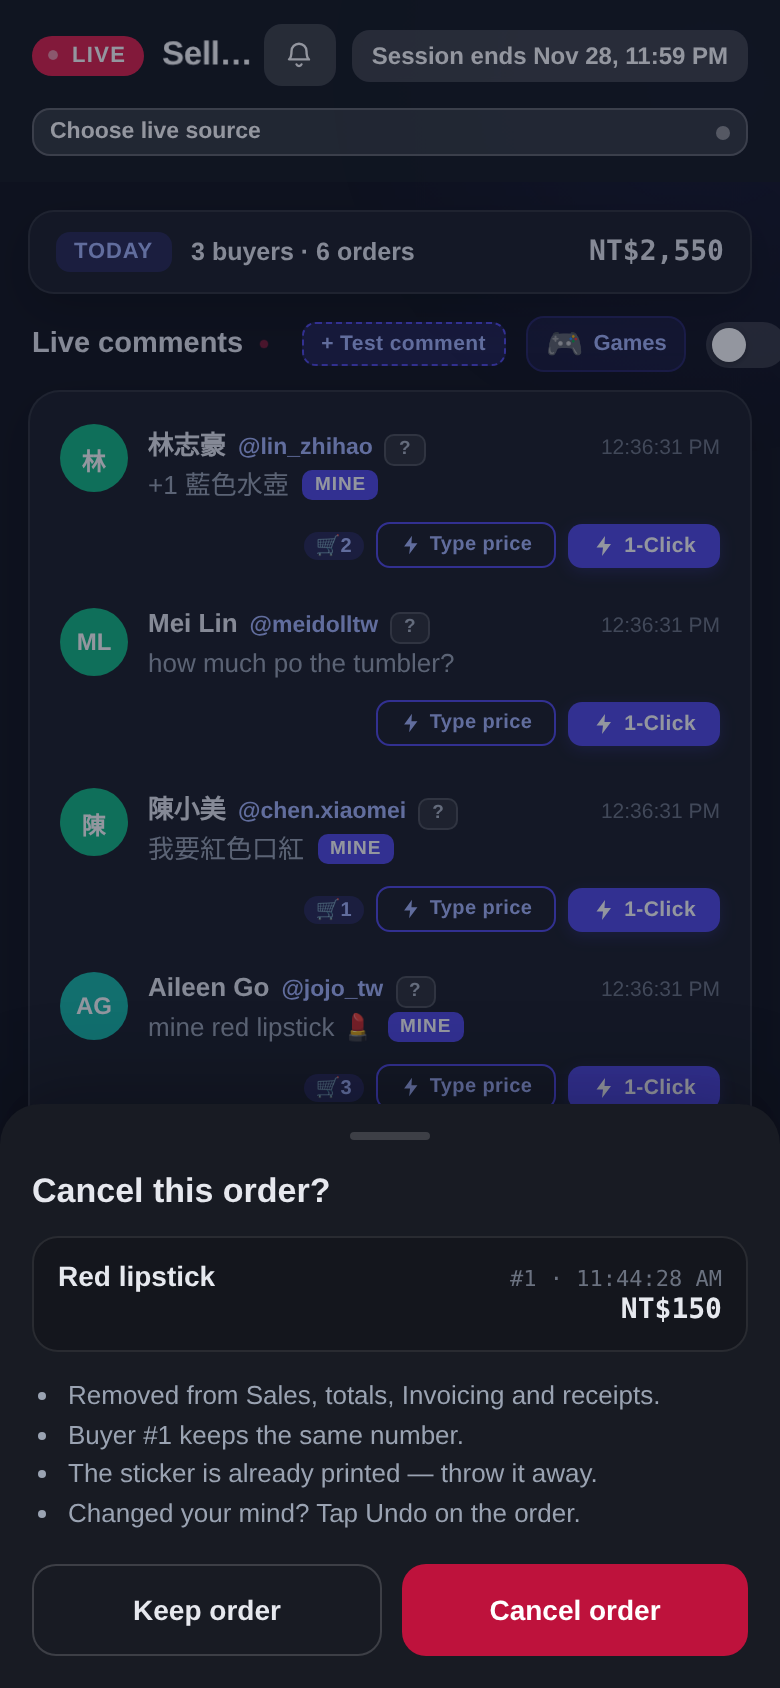 LIVE
Sell...
Session ends Nov 28, 11:59 PM
Choose live source
TODAY
3 buyers · 6 orders
NT$2,550
Live comments
+ Test comment
Games
林
林志豪 @lin_zhihao ?
12:36:31 PM
+1 藍色水壺 MINE
2
Type price
1-Click
ML
Mei Lin @meidolltw ?
12:36:31 PM
how much po the tumbler?
Type price
1-Click
陳
陳小美 @chen.xiaomei ?
12:36:31 PM
我要紅色口紅 MINE
1
Type price
1-Click
AG
Aileen Go @jojo_tw ?
12:36:31 PM
mine red lipstick 💄 MINE
3
Type price
1-Click
Cancel this order?
Red lipstick
#1 · 11:44:28 AM
NT$150
• Removed from Sales, totals, Invoicing and receipts.
• Buyer #1 keeps the same number.
• The sticker is already printed — throw it away.
• Changed your mind? Tap Undo on the order.
Keep order
Cancel order